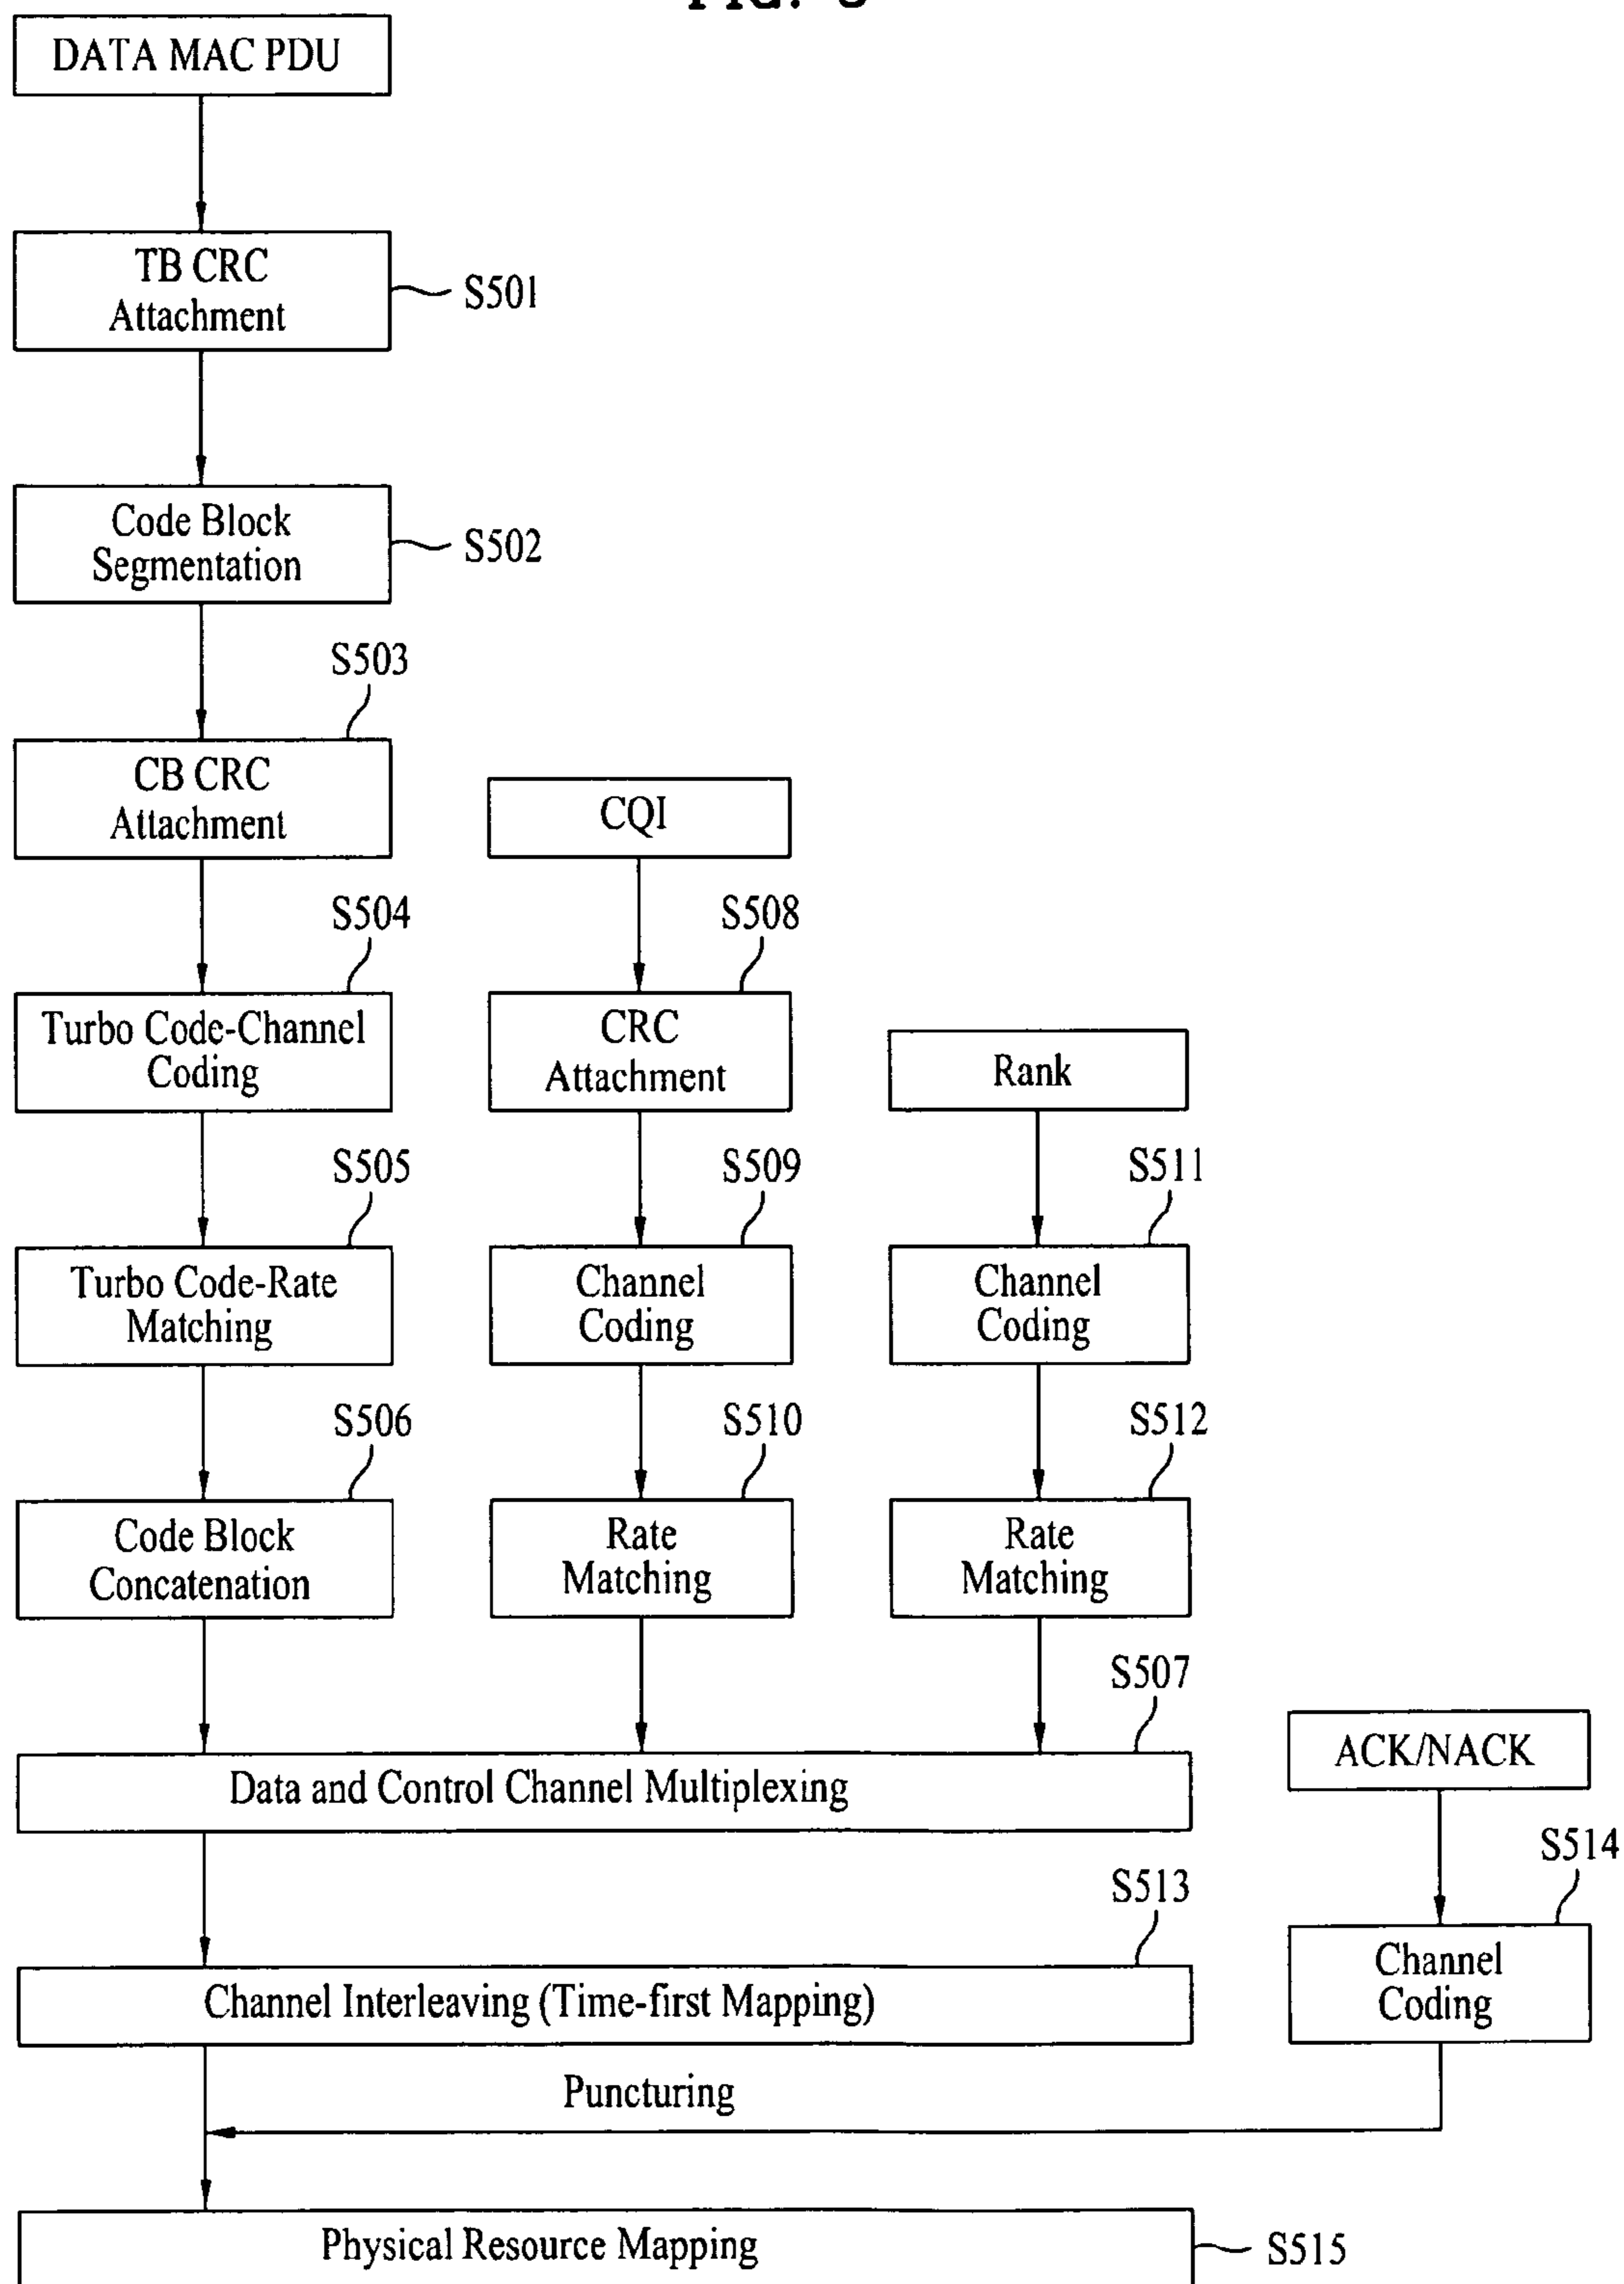 DATA MAC PDU
TB CRC
Attachment
S501
Code Block
Segmentation
S502
S503
CB CRC
Attachment
CQI
S504
S508
Turbo Code-Channel
Coding
CRC
Attachment
Rank
S505
S509
S511
Turbo Code-Rate
Matching
Channel
Coding
Channel
Coding
S506
S510
S512
Code Block
Concatenation
Rate
Matching
Rate
Matching
S507
Data and Control Channel Multiplexing
ACK/NACK
S513
S514
Channel Interleaving (Time-first Mapping)
Channel
Coding
Puncturing
Physical Resource Mapping
S515